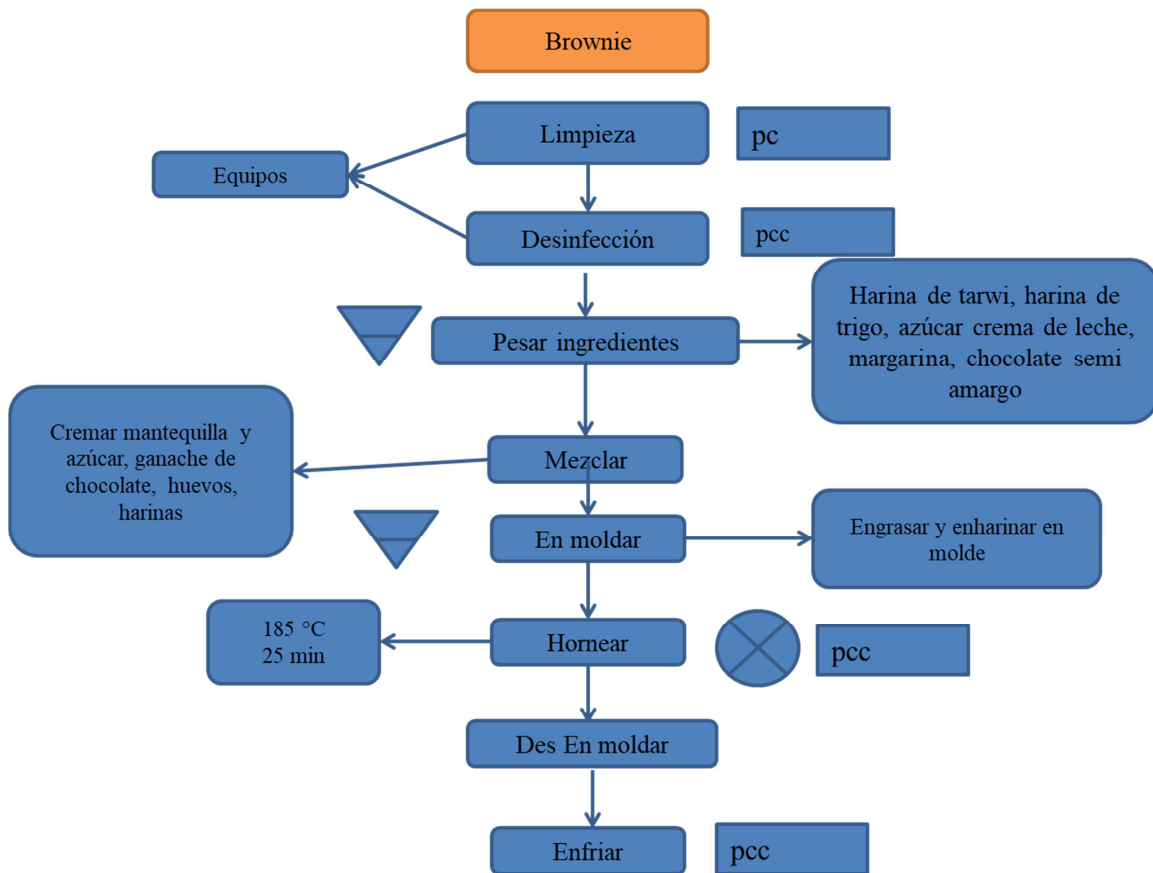 Brownie
Limpieza
pc
Equipos
Desinfección
pcc
Pesar ingredientes
Harina de tarwi, harina de
trigo, azúcar crema de leche,
margarina, chocolate semi
amargo
Cremar mantequilla y
azúcar, ganache de
chocolate, huevos,
harinas
Mezclar
En moldar
Engrasar y enharinar en
molde
185 °C
25 min
Hornear
pcc
Des En moldar
Enfriar
pcc